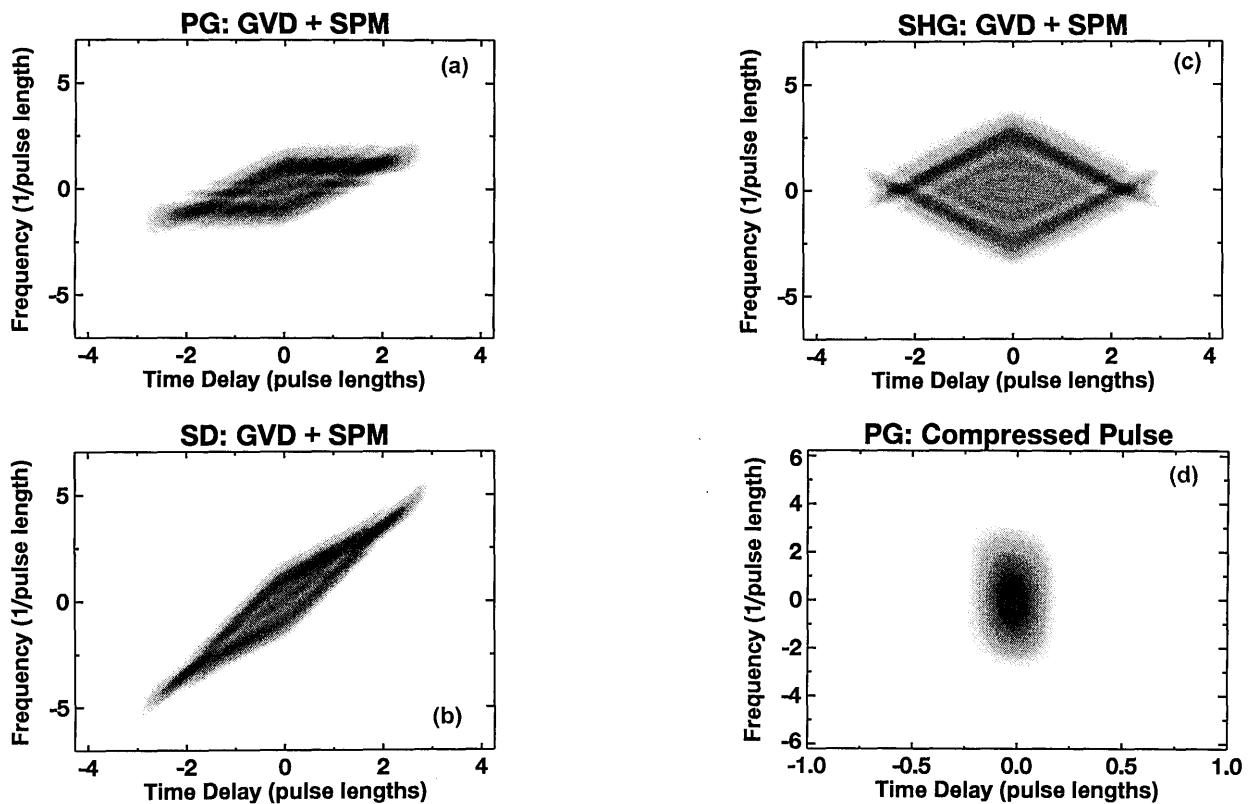 PG: GVD + SPM
(a)
Frequency (1/pulse length)
5
0
-5
-4 -2 0 2 4
Time Delay (pulse lengths)
SHG: GVD + SPM
(c)
Frequency (1/pulse length)
5
0
-5
-4 -2 0 2 4
Time Delay (pulse lengths)
SD: GVD + SPM
(b)
Frequency (1/pulse length)
5
0
-5
-4 -2 0 2 4
Time Delay (pulse lengths)
PG: Compressed Pulse
(d)
Frequency (1/pulse length)
6
4
2
0
-2
-4
-6
-1.0 -0.5 0.0 0.5 1.0
Time Delay (pulse lengths)